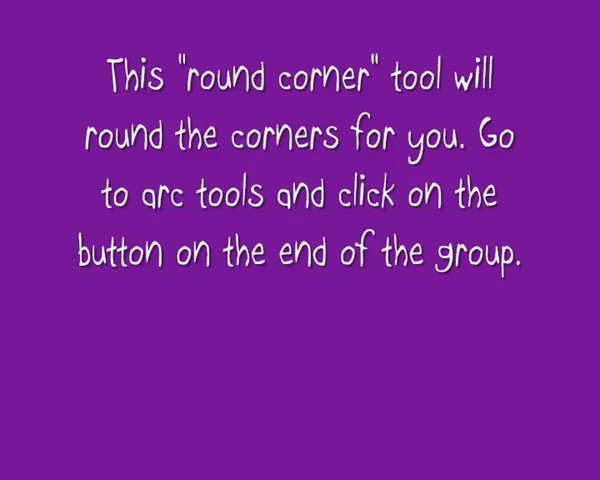 This "round corner" tool will
round the corners for you. Go
to arc tools and click on the
button on the end of the group.